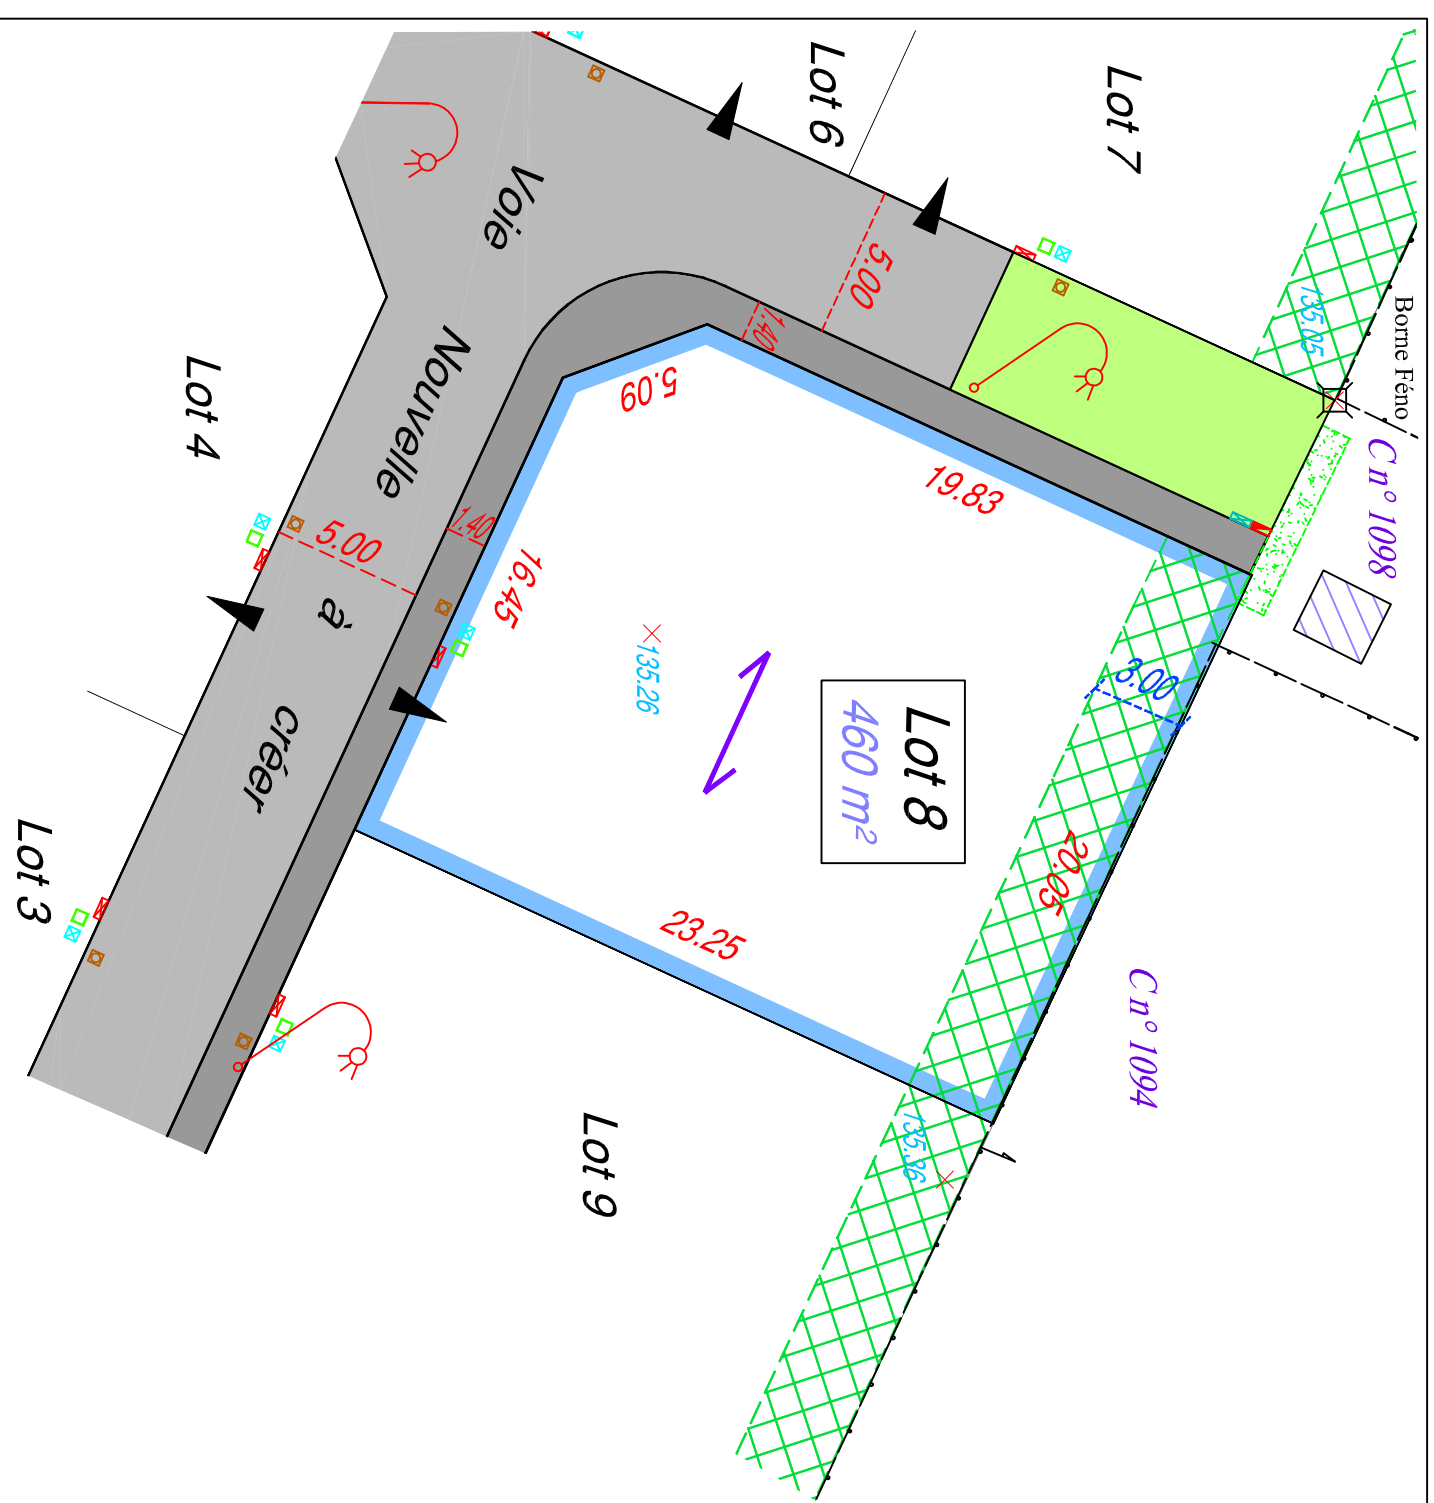 Lot 7
Lot 6
Borne Féno
135.05
C n° 1098
Voie
Nouvelle
à
créer
5.00
1.40
19.83
5.09
Lot 4
5.00
1.40
16.45
×135.26
3.00
Lot 8
460 m²
20.05
23.25
C n° 1094
Lot 3
Lot 9
135.36